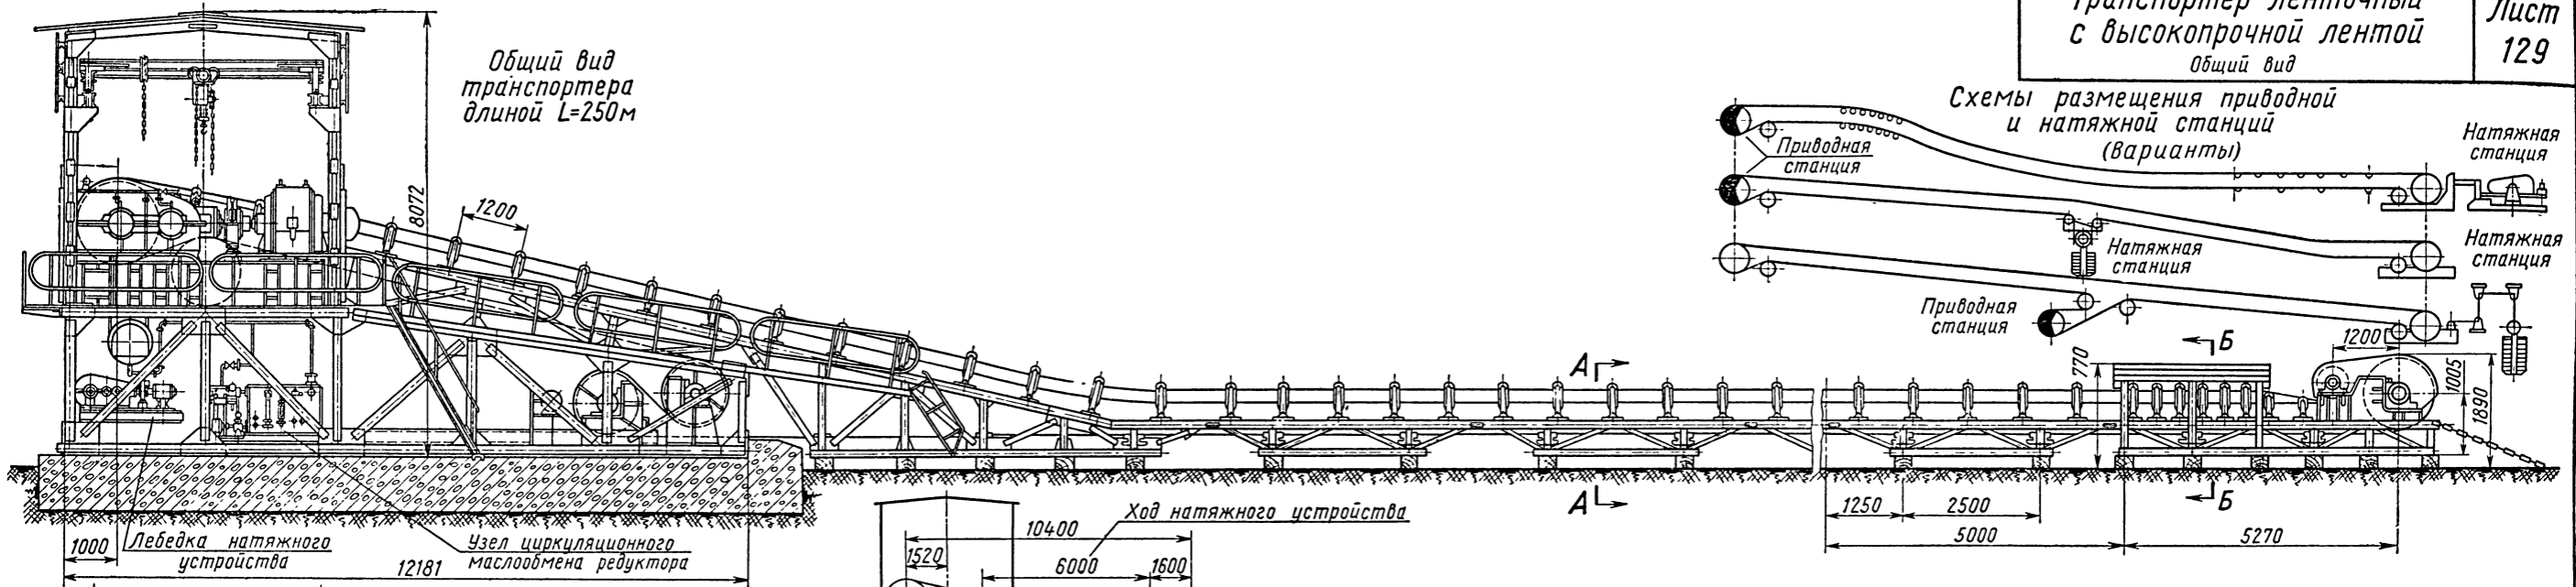 Общий вид
транспортера
длиной L=250м
Транспортер ленточный
с высокопрочной лентой
Общий вид
Лист
129
Схемы размещения приводной
и натяжной станций
(варианты)
Приводная
станция
Натяжная
станция
Натяжная
станция
Натяжная
станция
Приводная
станция
8072
1200
А
А
770
Б
Б
1200
1005
1890
1250
2500
5000
5270
Лебедка натяжного
устройства
Узел циркуляционного
маслообмена редуктора
1000
12181
Ход натяжного устройства
10400
1520
6000
1600